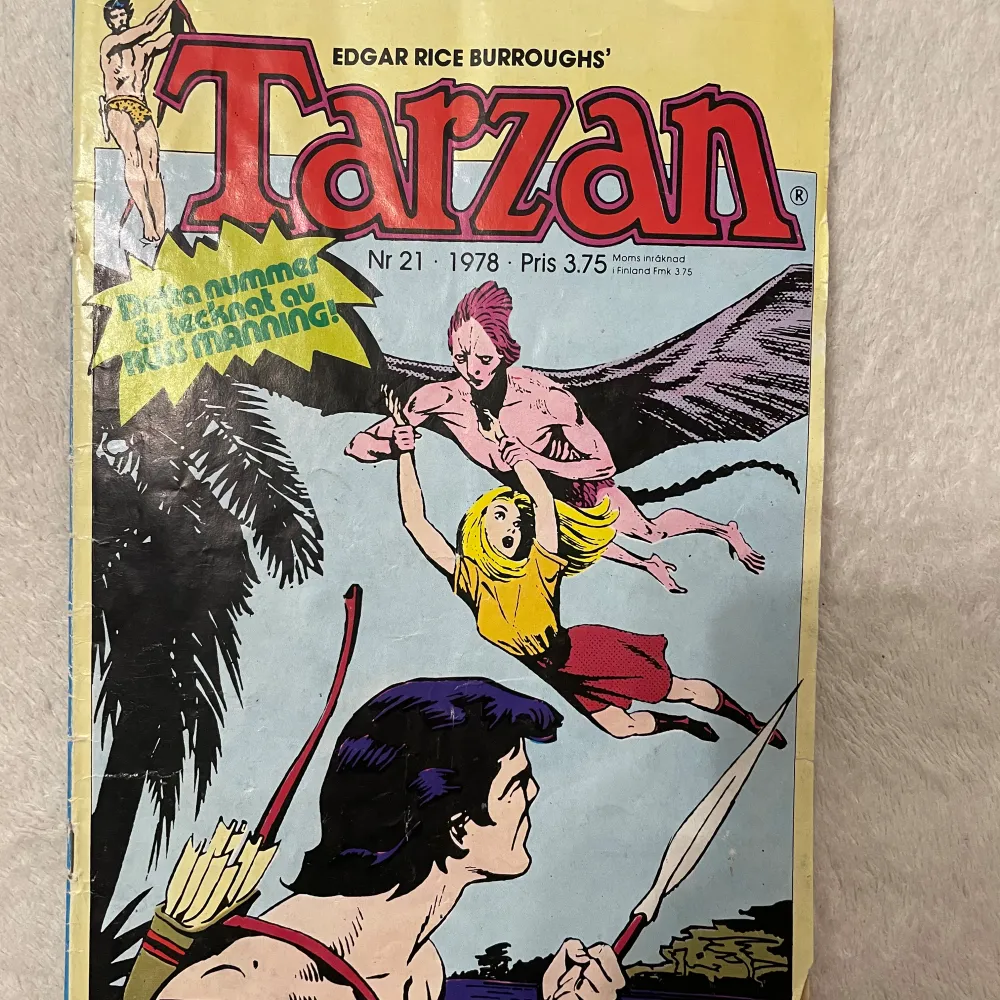 EDGAR RICE BURROUGHS'
Tarzan
®
Nr 21 · 1978 · Pris 3.75 Moms inräknad
i Finland Fmk 3.75
Detta nummer
är tecknat av
RUSS MANNING!